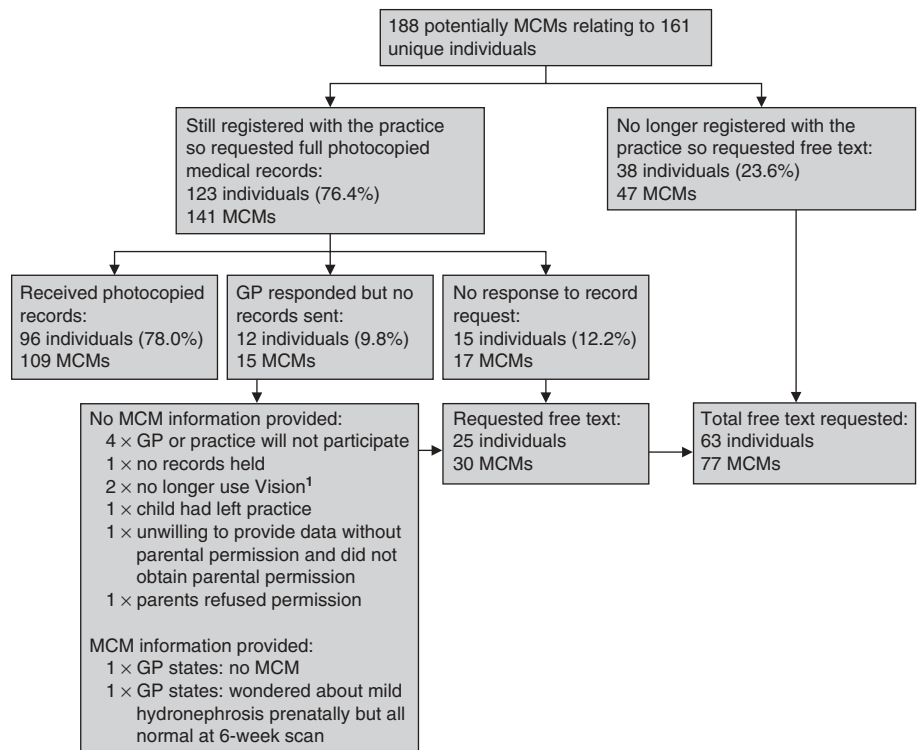 188 potentially MCMs relating to 161
unique individuals
Still registered with the practice
so requested full photocopied
medical records:
123 individuals (76.4%)
141 MCMs
No longer registered with the
practice so requested free text:
38 individuals (23.6%)
47 MCMs
Received photocopied
records:
96 individuals (78.0%)
109 MCMs
GP responded but no
records sent:
12 individuals (9.8%)
15 MCMs
No response to record
request:
15 individuals (12.2%)
17 MCMs
No MCM information provided:
4 × GP or practice will not participate
1 × no records held
2 × no longer use Vision¹
1 × child had left practice
1 × unwilling to provide data without
parental permission and did not
obtain parental permission
1 × parents refused permission
MCM information provided:
1 × GP states: no MCM
1 × GP states: wondered about mild
hydronephrosis prenatally but all
normal at 6-week scan
Requested free text:
25 individuals
30 MCMs
Total free text requested:
63 individuals
77 MCMs